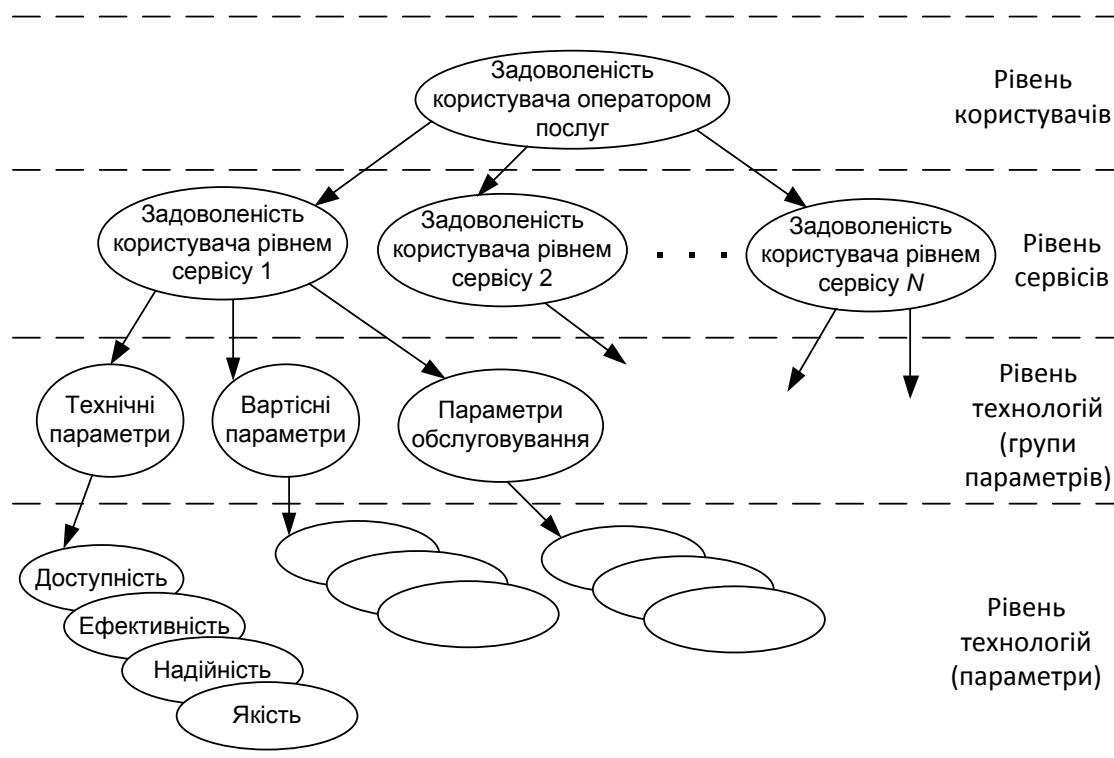 Задоволеність
користувача оператором
послуг
Рівень
користувачів
Задоволеність
користувача рівнем
сервісу 1
Задоволеність
користувача рівнем
сервісу 2
. . .
Задоволеність
користувача рівнем
сервісу N
Рівень
сервісів
Технічні
параметри
Вартісні
параметри
Параметри
обслуговування
Рівень
технологій
(групи
параметрів)
Доступність
Ефективність
Надійність
Якість
Рівень
технологій
(параметри)